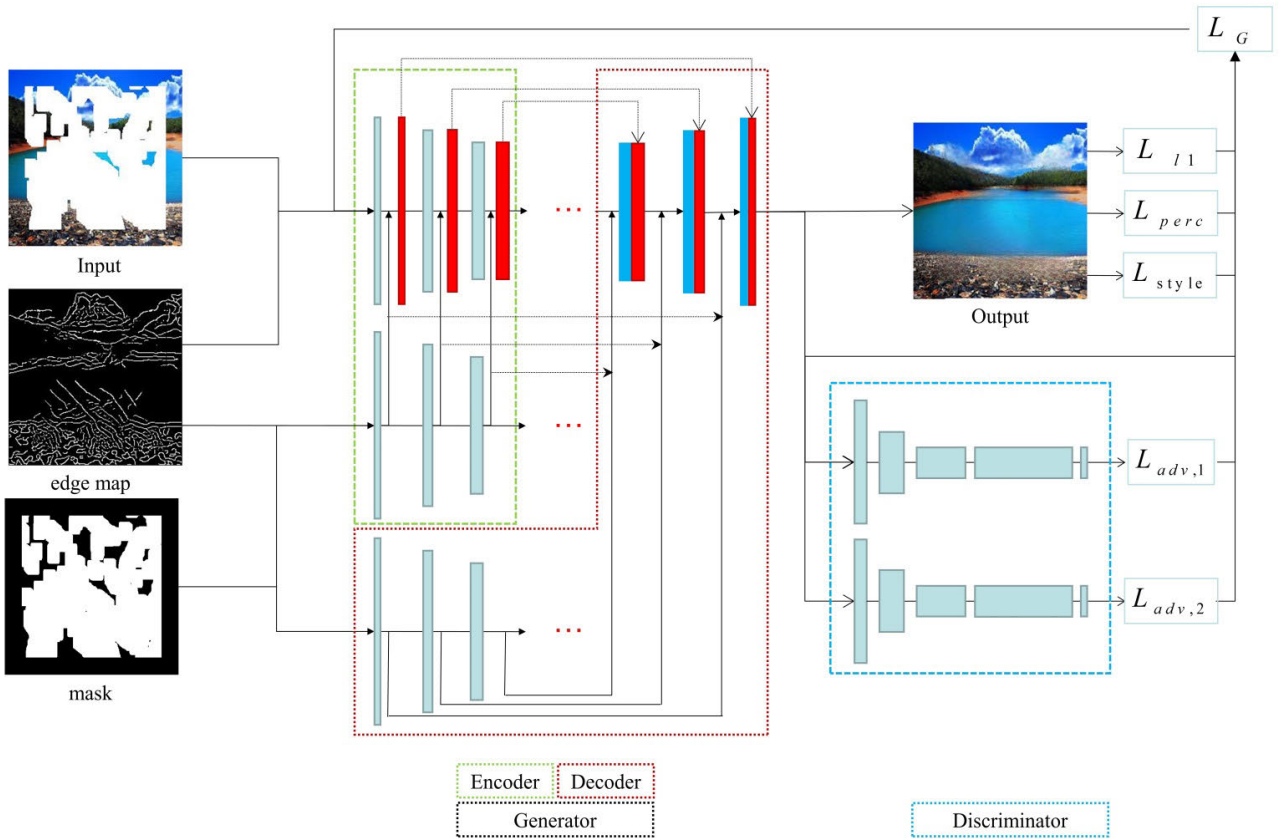 L G
Input
edge map
mask
...
...
...
Output
L l1
L perc
L style
L adv,1
L adv,2
Encoder
Decoder
Generator
Discriminator